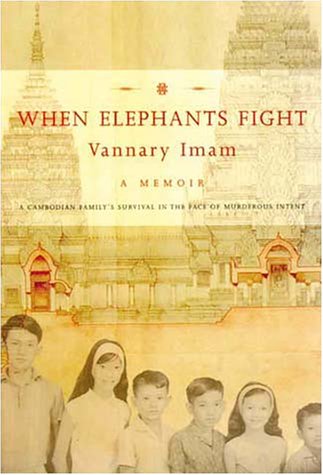 WHEN ELEPHANTS FIGHT
Vannary Imam
A MEMOIR
A CAMBODIAN FAMILY'S SURVIVAL IN THE FACE OF MURDEROUS INTENT